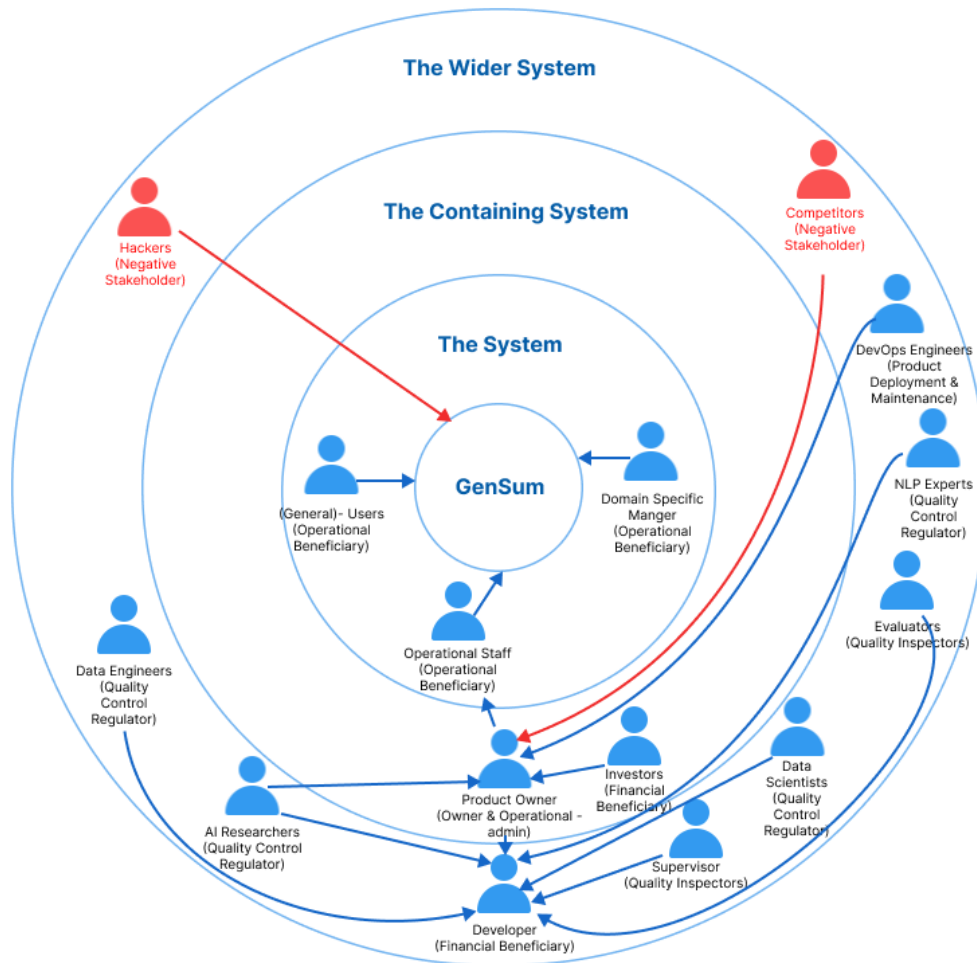 The Wider System
The Containing System
The System
GenSum
Hackers
(Negative
Stakeholder)
Competitors
(Negative
Stakeholder)
DevOps Engineers
(Product
Deployment &
Maintenance)
NLP Experts
(Quality
Control
Regulator)
Evaluators
(Quality Inspectors)
(General)- Users
(Operational
Beneficiary)
Domain Specific
Manger
(Operational
Beneficiary)
Operational Staff
(Operational
Beneficiary)
Data Engineers
(Quality
Control
Regulator)
AI Researchers
(Quality Control
Regulator)
Product Owner
(Owner & Operational -
admin)
Investors
(Financial
Beneficiary)
Data
Scientists
(Quality
Control
Regulator)
Supervisor
(Quality Inspectors)
Developer
(Financial Beneficiary)